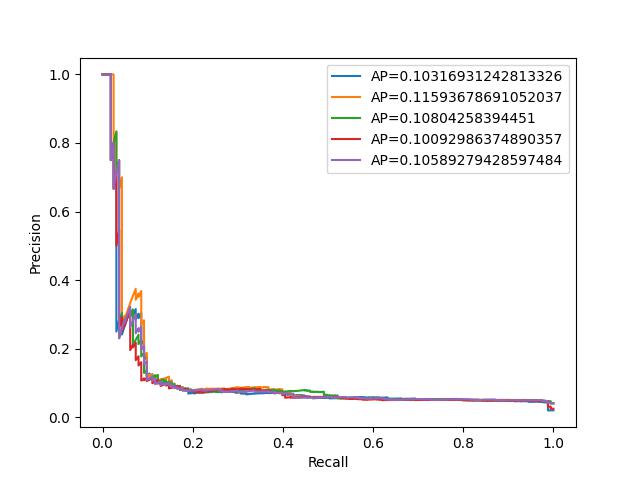 AP=0.10316931242813326
AP=0.11593678691052037
AP=0.10804258394451
AP=0.10092986374890357
AP=0.10589279428597484
1.0
0.8
0.6
0.4
0.2
0.0
Precision
0.0 0.2 0.4 0.6 0.8 1.0
Recall